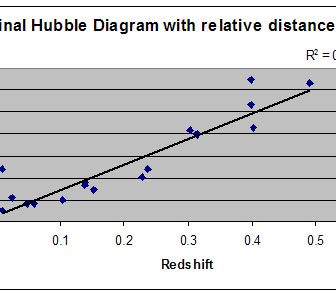 inal Hubble Diagram with relative distance
R² = 0
0.1 0.2 0.3 0.4 0.5
Redshift